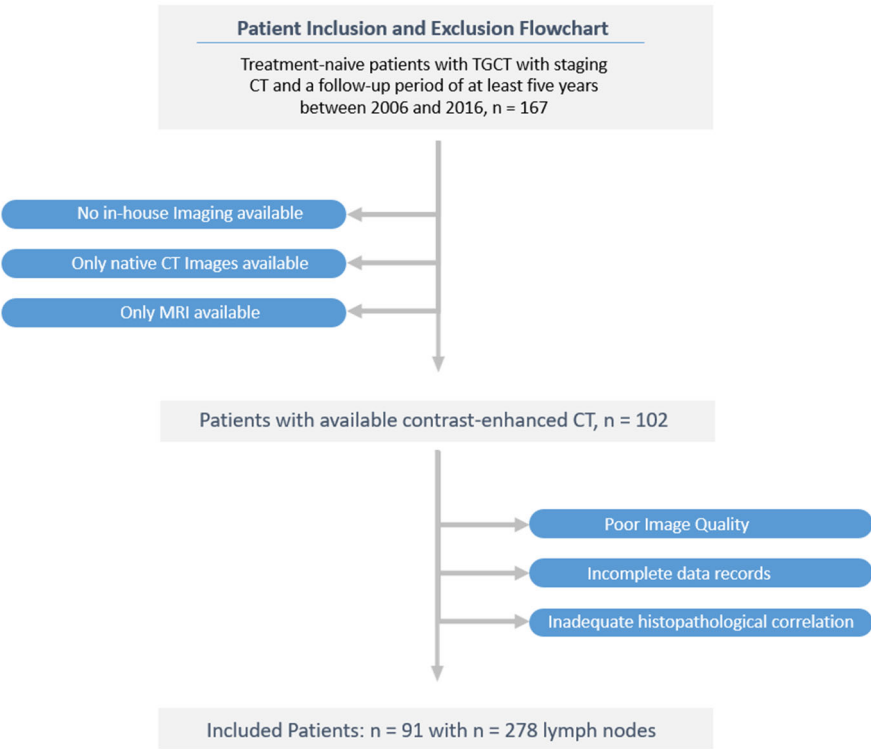 Patient Inclusion and Exclusion Flowchart
Treatment-naive patients with TGCT with staging
CT and a follow-up period of at least five years
between 2006 and 2016, n = 167
No in-house Imaging available
Only native CT Images available
Only MRI available
Patients with available contrast-enhanced CT, n = 102
Poor Image Quality
Incomplete data records
Inadequate histopathological correlation
Included Patients: n = 91 with n = 278 lymph nodes